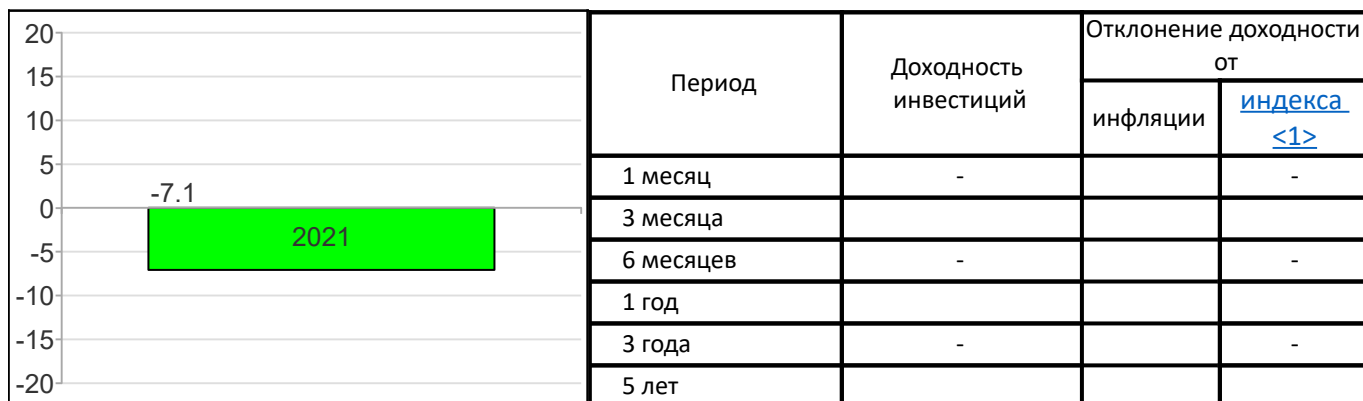 20
15
10
5
0
-5
-10
-15
-20
-7.1
2021
Период
Доходность
инвестиций
Отклонение доходности
от
инфляции
индекса
<1>
1 месяц - -
3 месяца
6 месяцев - -
1 год
3 года - -
5 лет